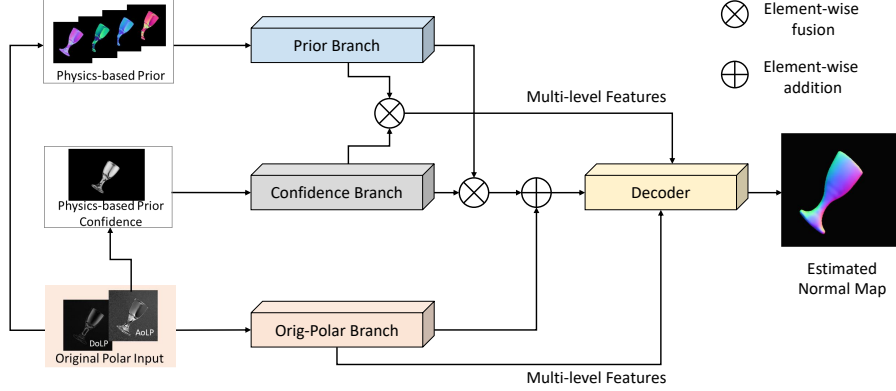 Physics-based Prior
Prior Branch
Element-wise
fusion
Element-wise
addition
Multi-level Features
Physics-based Prior
Confidence
Confidence Branch
Decoder
Estimated
Normal Map
DoLP
AoLP
Original Polar Input
Orig-Polar Branch
Multi-level Features